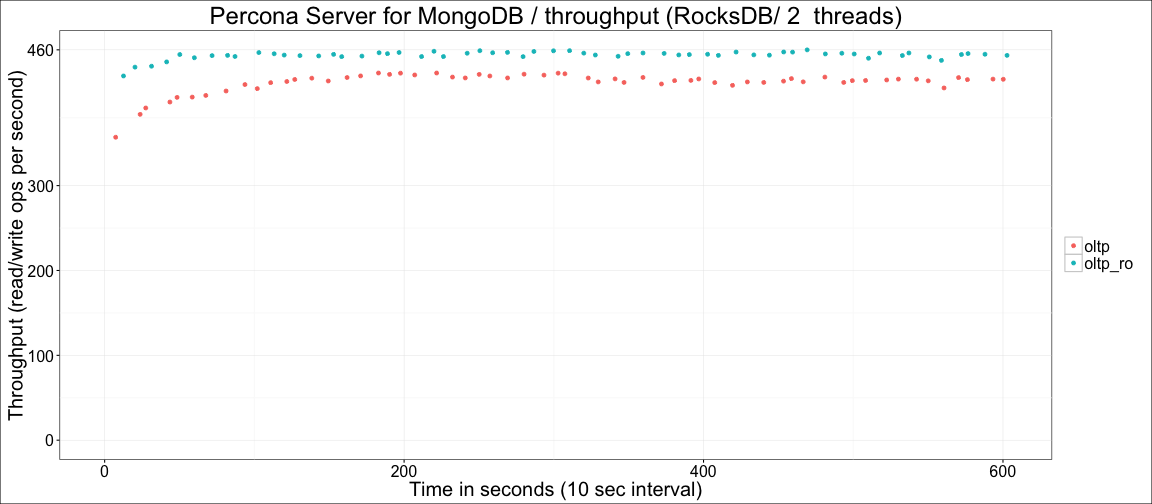 Percona Server for MongoDB / throughput (RocksDB/ 2  threads)
Throughput (read/write ops per second)
460
300
200
100
0
0 200 400 600
Time in seconds (10 sec interval)
oltp
oltp_ro